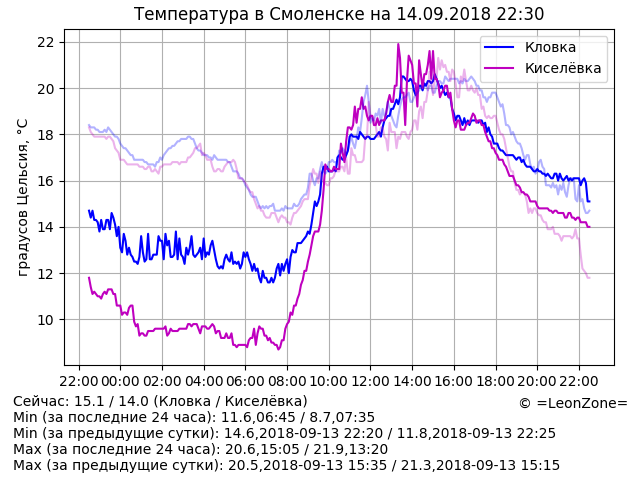 Температура в Смоленске на 14.09.2018 22:30
Кловка
Киселёвка
градусов Цельсия, °C
22
20
18
16
14
12
10
22:00 00:00 02:00 04:00 06:00 08:00 10:00 12:00 14:00 16:00 18:00 20:00 22:00
Сейчас: 15.1 / 14.0 (Кловка / Киселёвка)
© =LeonZone=
Min (за последние 24 часа): 11.6,06:45 / 8.7,07:35
Min (за предыдущие сутки): 14.6,2018-09-13 22:20 / 11.8,2018-09-13 22:25
Max (за последние 24 часа): 20.6,15:05 / 21.9,13:20
Max (за предыдущие сутки): 20.5,2018-09-13 15:35 / 21.3,2018-09-13 15:15